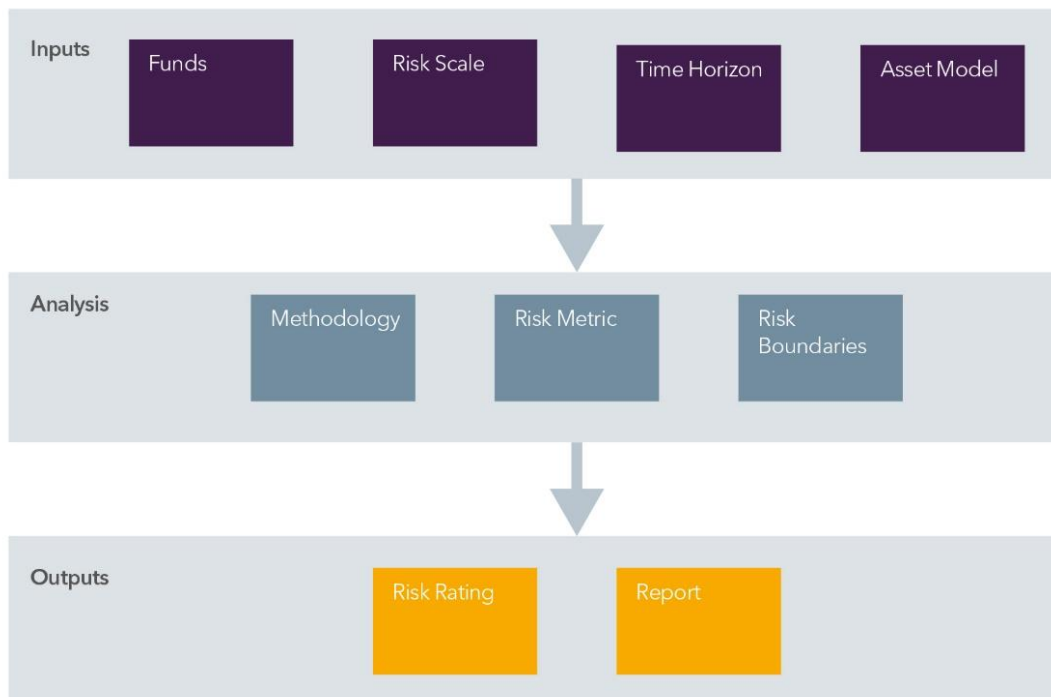 Inputs
Funds
Risk Scale
Time Horizon
Asset Model
Analysis
Methodology
Risk Metric
Risk
Boundaries
Outputs
Risk Rating
Report